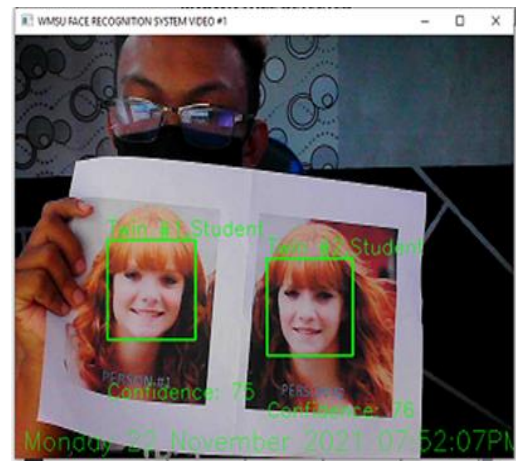 WMSU FACE RECOGNITION SYSTEM VIDEO #1
Twin #1 Student
Twin #2 Student
PERSON #1
Confidence: 75
Confidence: 76
Monday 22 November 2021 07:52:07PM